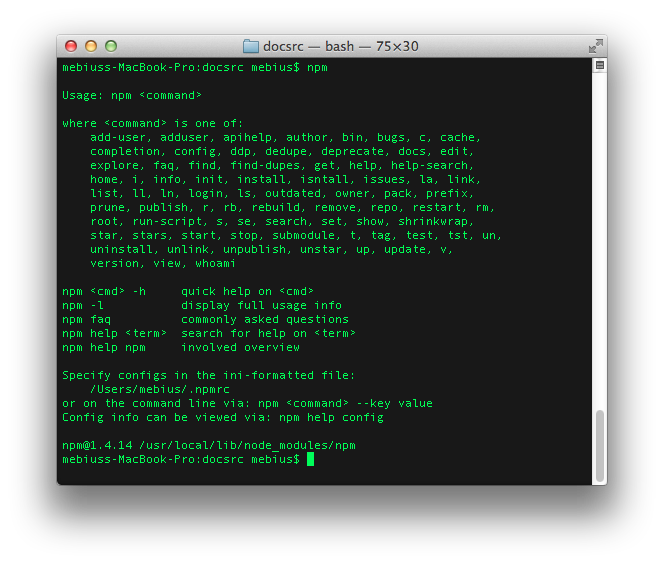 docsrc — bash — 75×30
mebiuss-MacBook-Pro:docsrc mebius$ npm
Usage: npm <command>
where <command> is one of:
    add-user, adduser, apihelp, author, bin, bugs, c, cache,
    completion, config, ddp, dedupe, deprecate, docs, edit,
    explore, faq, find, find-dupes, get, help, help-search,
    home, i, info, init, install, isntall, issues, la, link,
    list, ll, ln, login, ls, outdated, owner, pack, prefix,
    prune, publish, r, rb, rebuild, remove, repo, restart, rm,
    root, run-script, s, se, search, set, show, shrinkwrap,
    star, stars, start, stop, submodule, t, tag, test, tst, un,
    uninstall, unlink, unpublish, unstar, up, update, v,
    version, view, whoami
npm <cmd> -h     quick help on <cmd>
npm -l           display full usage info
npm faq          commonly asked questions
npm help <term>  search for help on <term>
npm help npm     involved overview
Specify configs in the ini-formatted file:
    /Users/mebius/.npmrc
or on the command line via: npm <command> --key value
Config info can be viewed via: npm help config
npm@1.4.14 /usr/local/lib/node_modules/npm
mebiuss-MacBook-Pro:docsrc mebius$